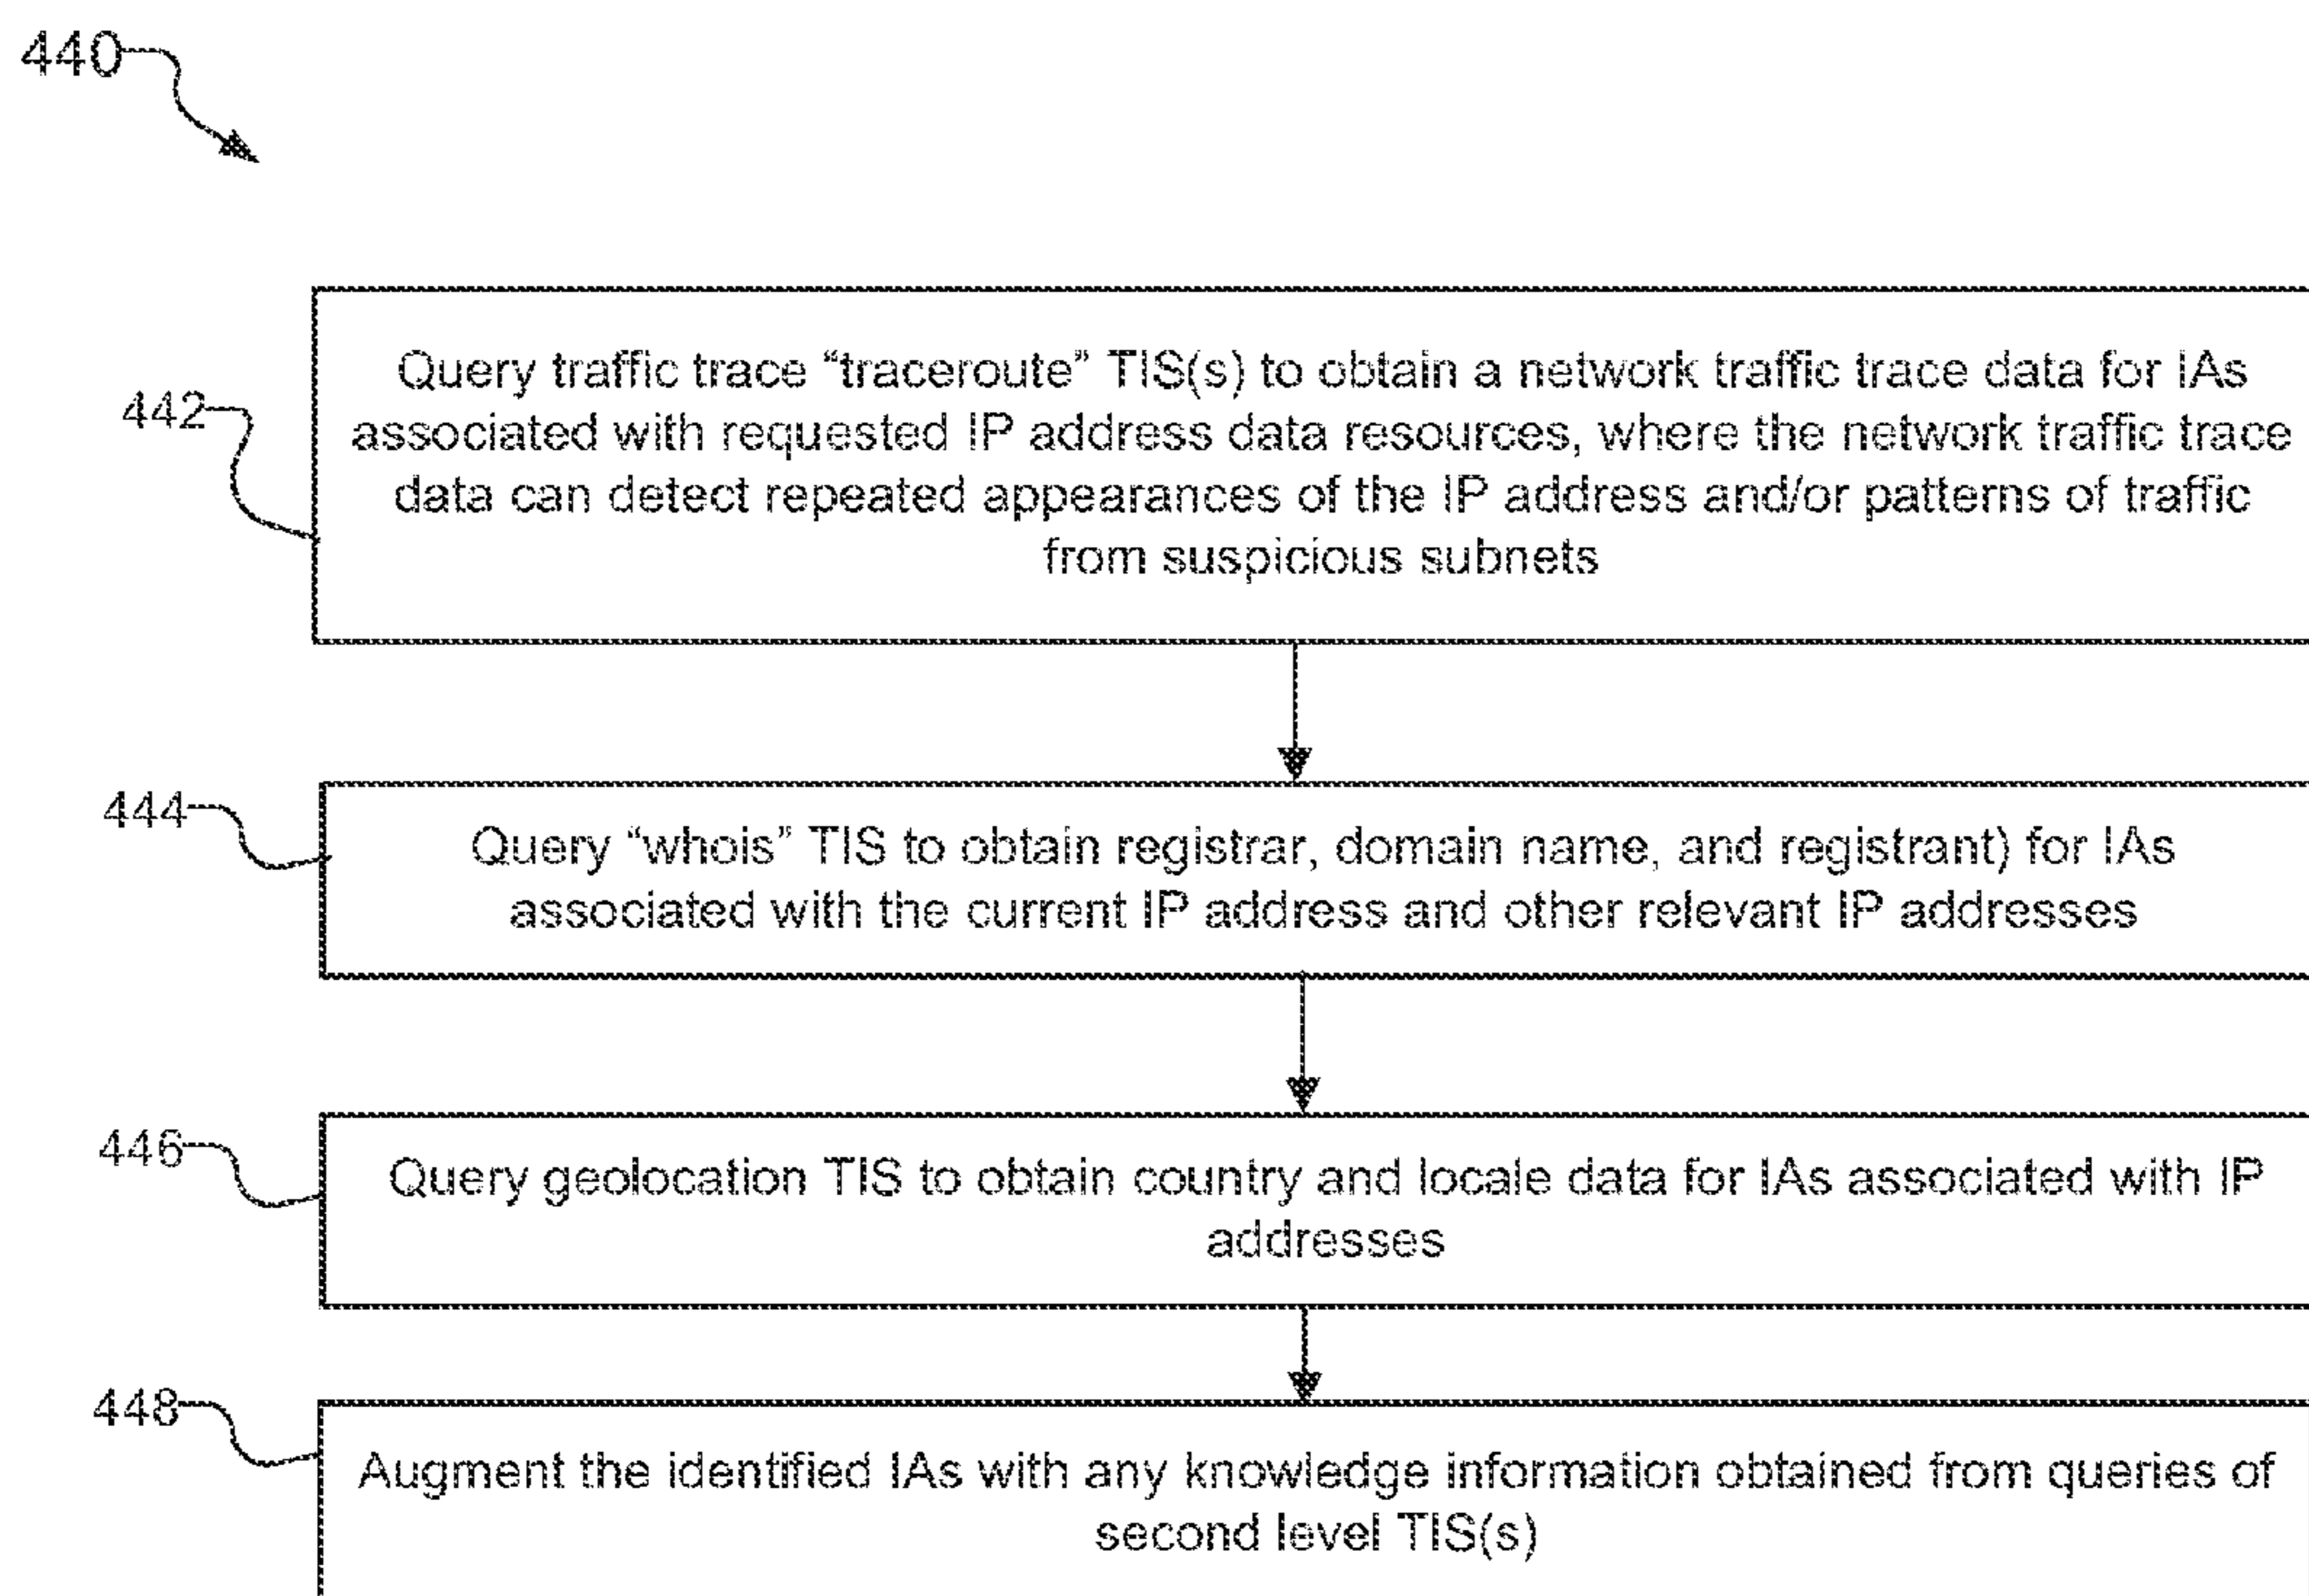 440
442
Query traffic trace “traceroute” TIS(s) to obtain a network traffic trace data for IAs
associated with requested IP address data resources, where the network traffic trace
data can detect repeated appearances of the IP address and/or patterns of traffic
from suspicious subnets
444
Query “whois” TIS to obtain registrar, domain name, and registrant) for IAs
associated with the current IP address and other relevant IP addresses
446
Query geolocation TIS to obtain country and locale data for IAs associated with IP
addresses
448
Augment the identified IAs with any knowledge information obtained from queries of
second level TIS(s)